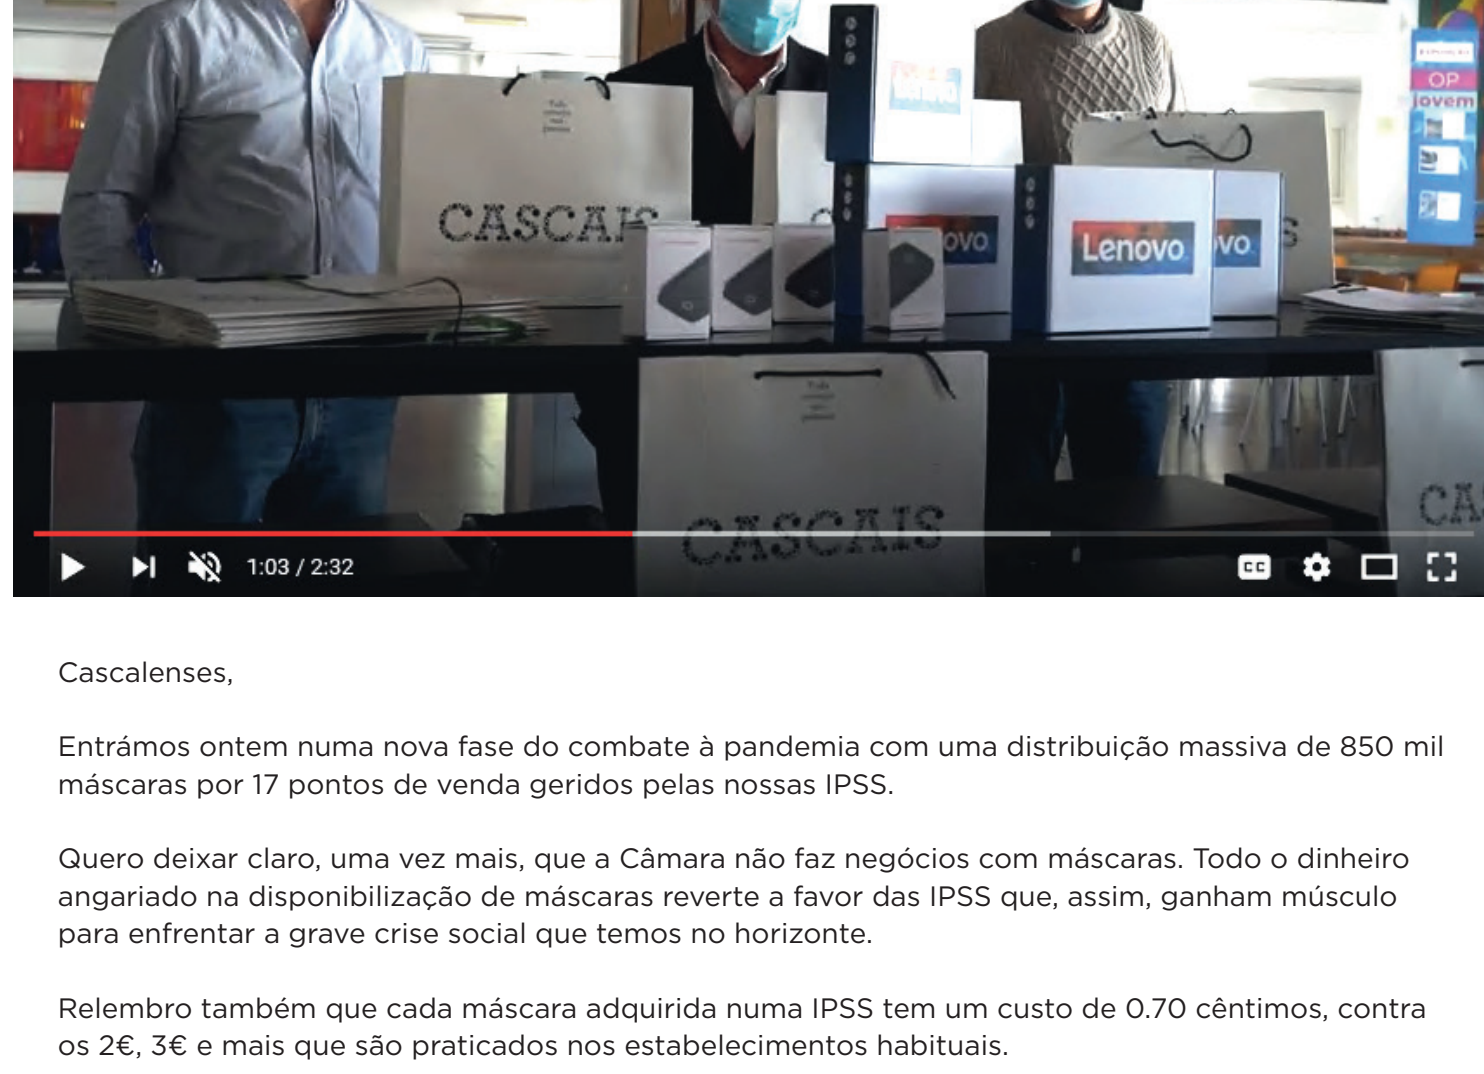 OP
jovem
Lenovo
CASCAIS
OVO
Lenovo
vo
S
CASCAIS
CAS
1:03 / 2:32
CC
Cascalenses,
Entrámos ontem numa nova fase do combate à pandemia com uma distribuição massiva de 850 mil
máscaras por 17 pontos de venda geridos pelas nossas IPSS.
Quero deixar claro, uma vez mais, que a Câmara não faz negócios com máscaras. Todo o dinheiro
angariado na disponibilização de máscaras reverte a favor das IPSS que, assim, ganham músculo
para enfrentar a grave crise social que temos no horizonte.
Relembro também que cada máscara adquirida numa IPSS tem um custo de 0.70 cêntimos, contra
os 2€, 3€ e mais que são praticados nos estabelecimentos habituais.